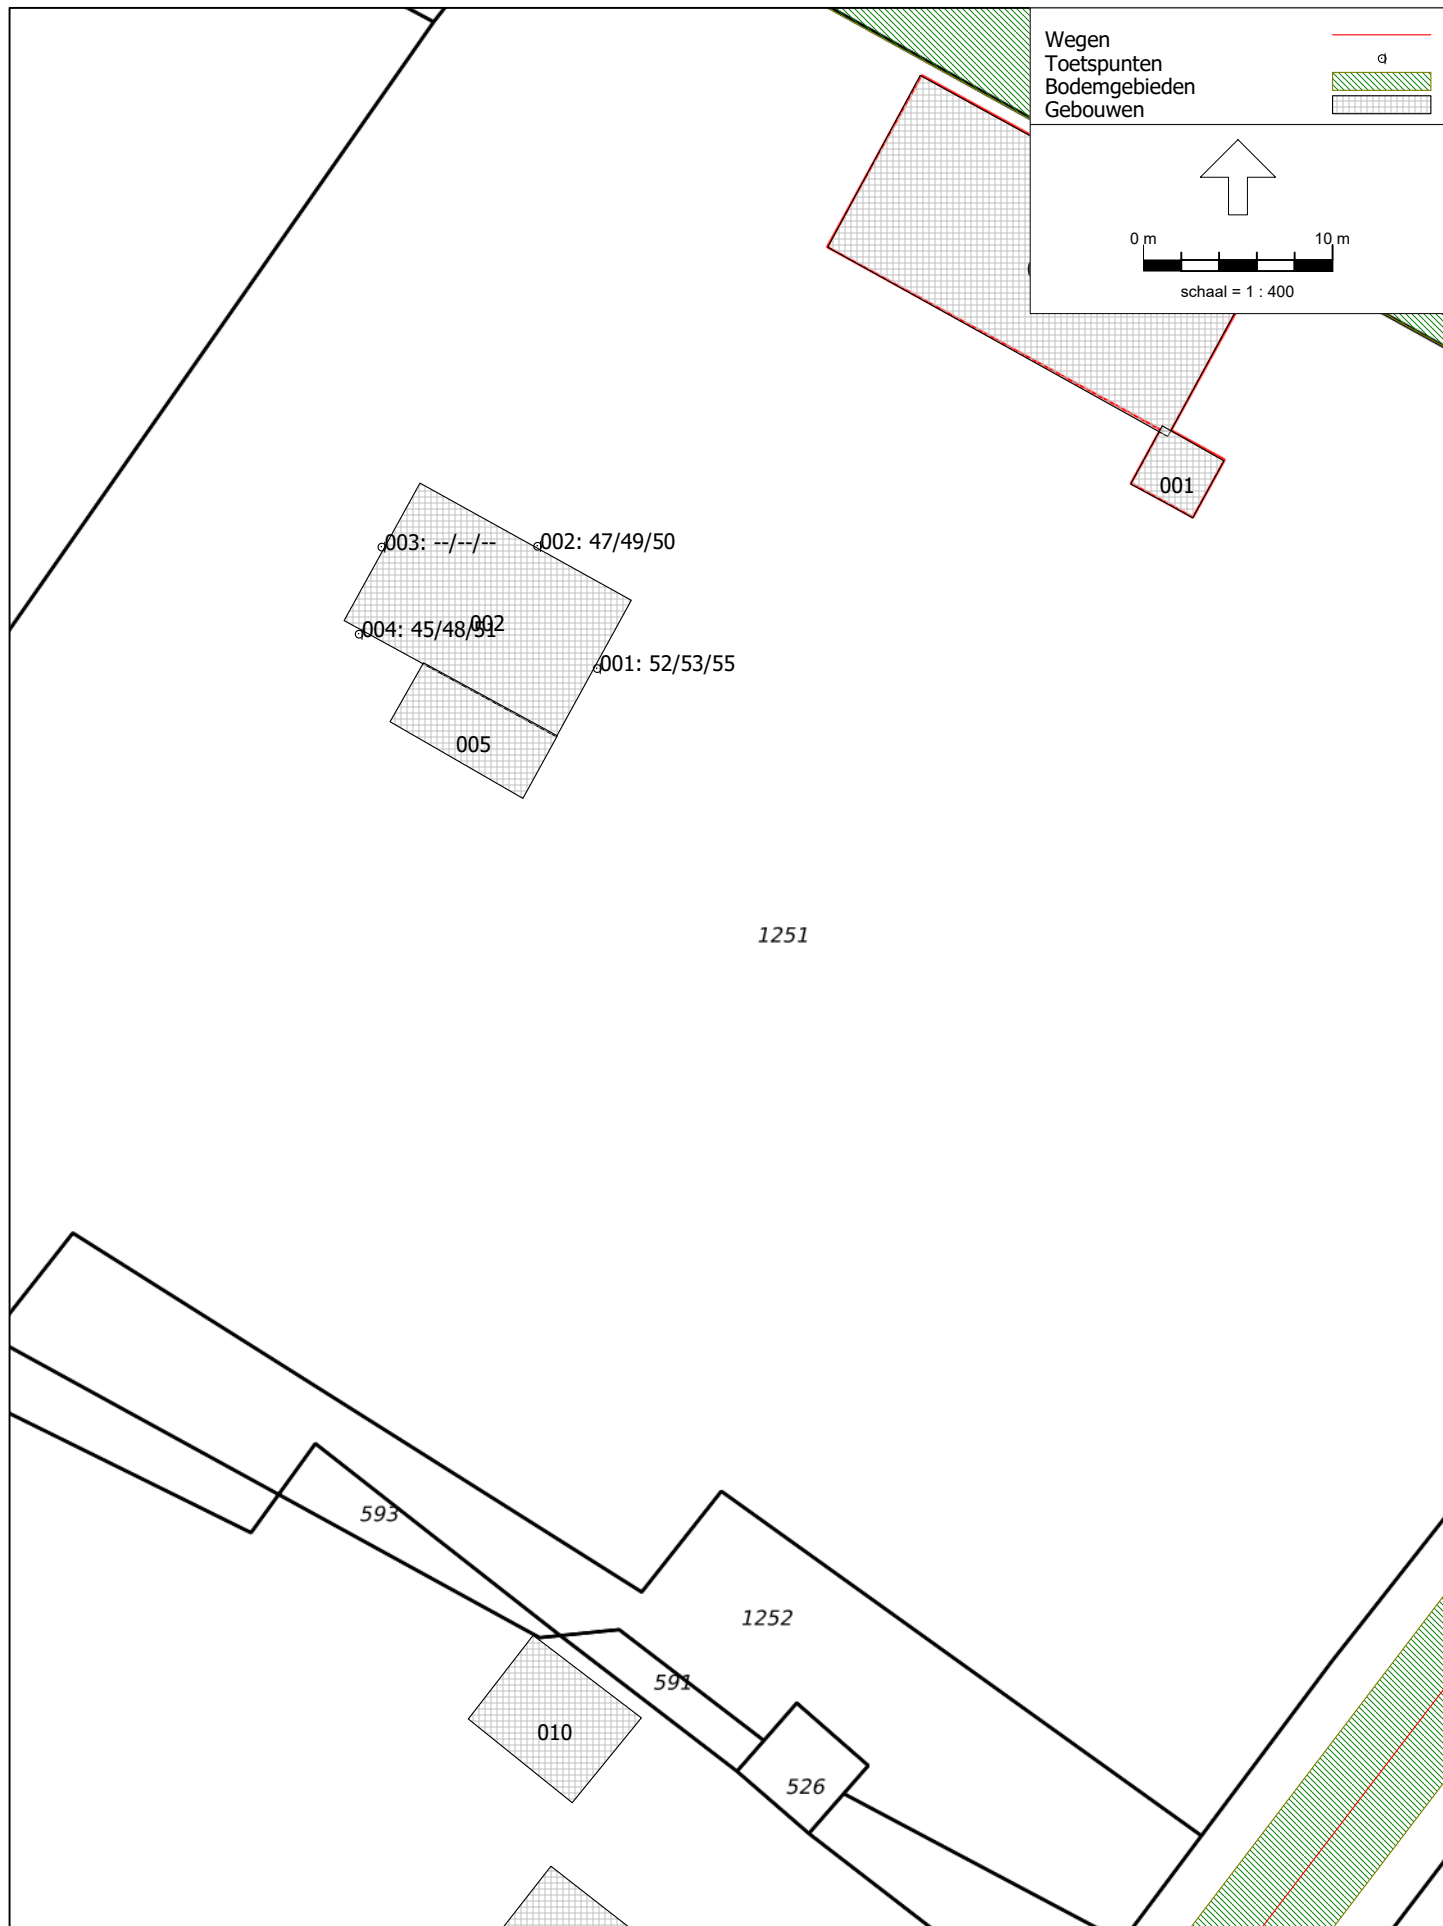 Wegen
Toetspunten
Bodemgebieden
Gebouwen
0 m 10 m
schaal = 1 : 400
001
003: --/--/--
002: 47/49/50
002
004: 45/48/51
001: 52/53/55
005
1251
593
1252
591
010
526